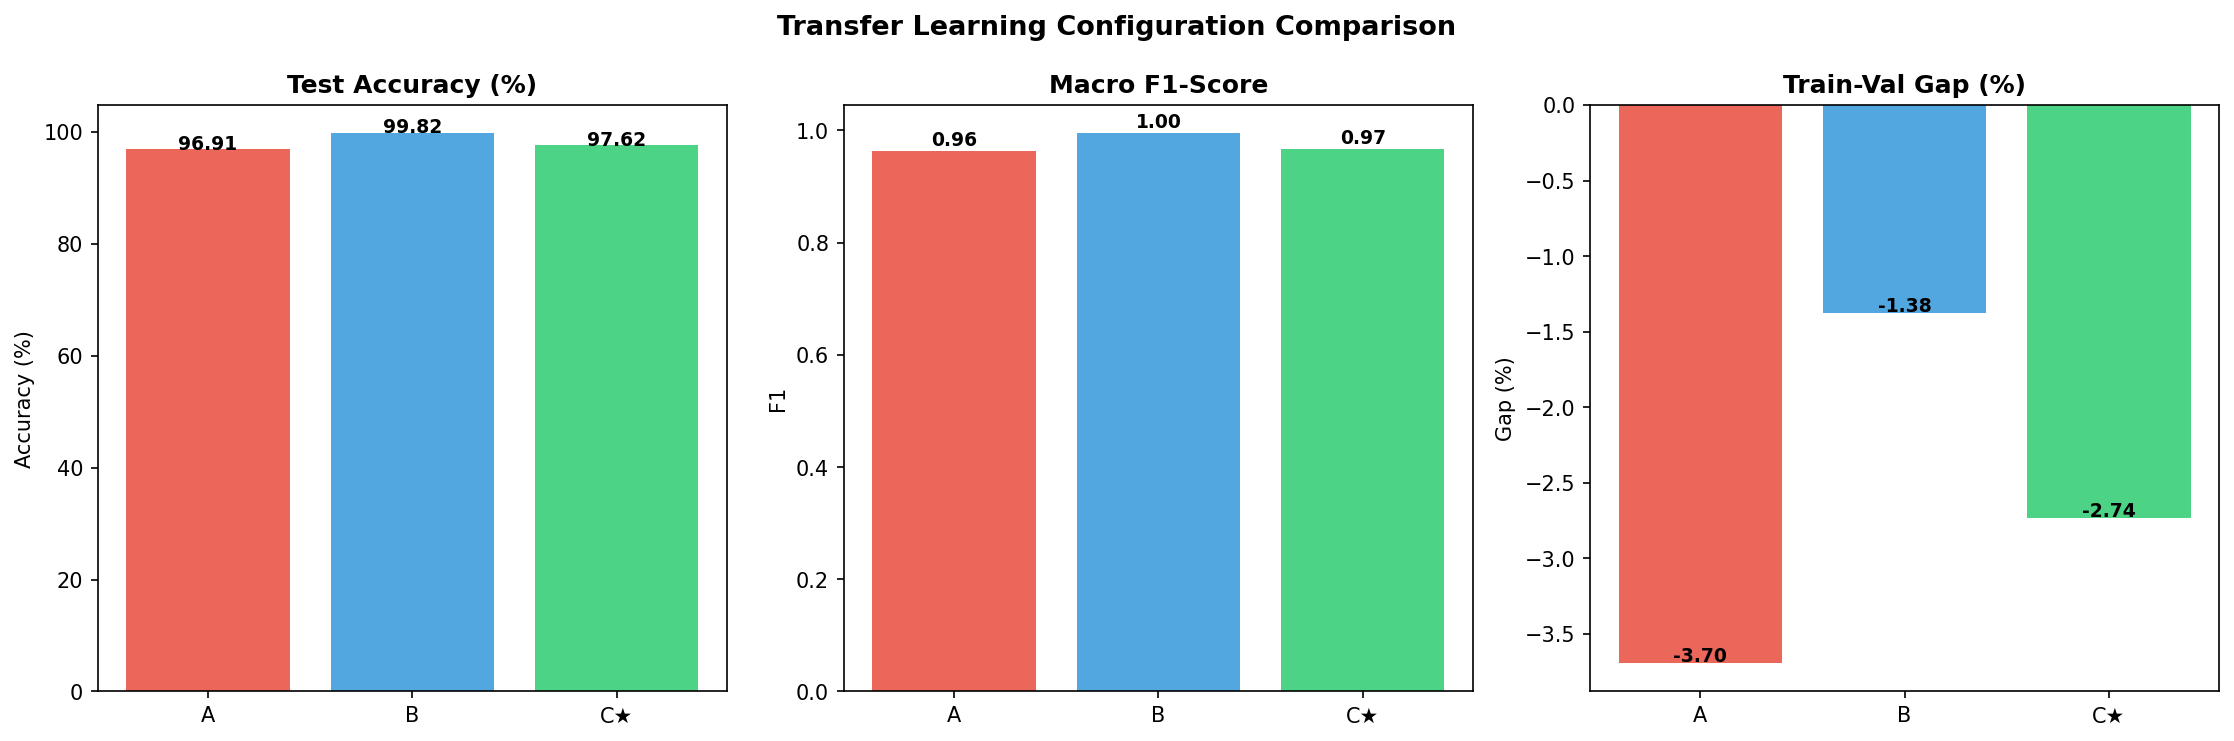 Transfer Learning Configuration Comparison
Test Accuracy (%)
Accuracy (%)
100
80
60
40
20
0
96.91
99.82
97.62
A
B
C★
Macro F1-Score
F1
1.0
0.8
0.6
0.4
0.2
0.0
0.96
1.00
0.97
A
B
C★
Train-Val Gap (%)
Gap (%)
0.0
−0.5
−1.0
−1.5
−2.0
−2.5
−3.0
−3.5
-3.70
-1.38
-2.74
A
B
C★